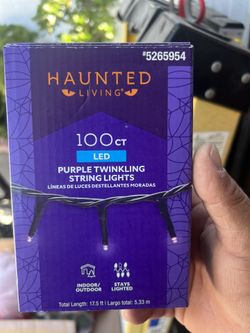 #5265954
HAUNTED
LIVING
100 CT
LED
PURPLE TWINKLING
STRING LIGHTS
LÍNEAS DE LUCES DESTELLANTES MORADAS
INDOOR/
OUTDOOR
STAYS
LIGHTED
Total Length: 17.5 ft | Largo total: 5.33 m